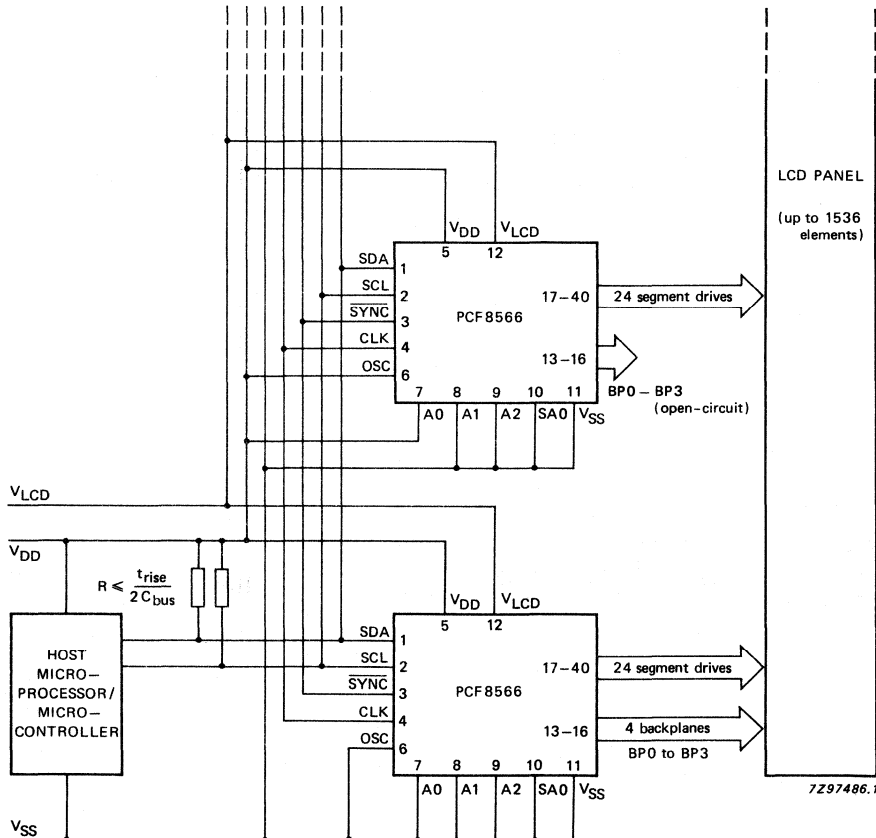 LCD PANEL
(up to 1536
elements)
VDD
VLCD
5
12
SDA
1
SCL
2
SYNC
3
CLK
4
OSC
6
PCF8566
17–40
24 segment drives
13–16
BP0 – BP3
(open-circuit)
7
8
9
10
11
A0
A1
A2
SA0
VSS
VLCD
VDD
R ≤ trise
2 Cbus
HOST
MICRO–
PROCESSOR/
MICRO–
CONTROLLER
VDD
VLCD
5
12
SDA
1
SCL
2
SYNC
3
CLK
4
OSC
6
PCF8566
17–40
24 segment drives
13–16
4 backplanes
BP0 to BP3
7
8
9
10
11
A0
A1
A2
SA0
VSS
VSS
7Z97486.1